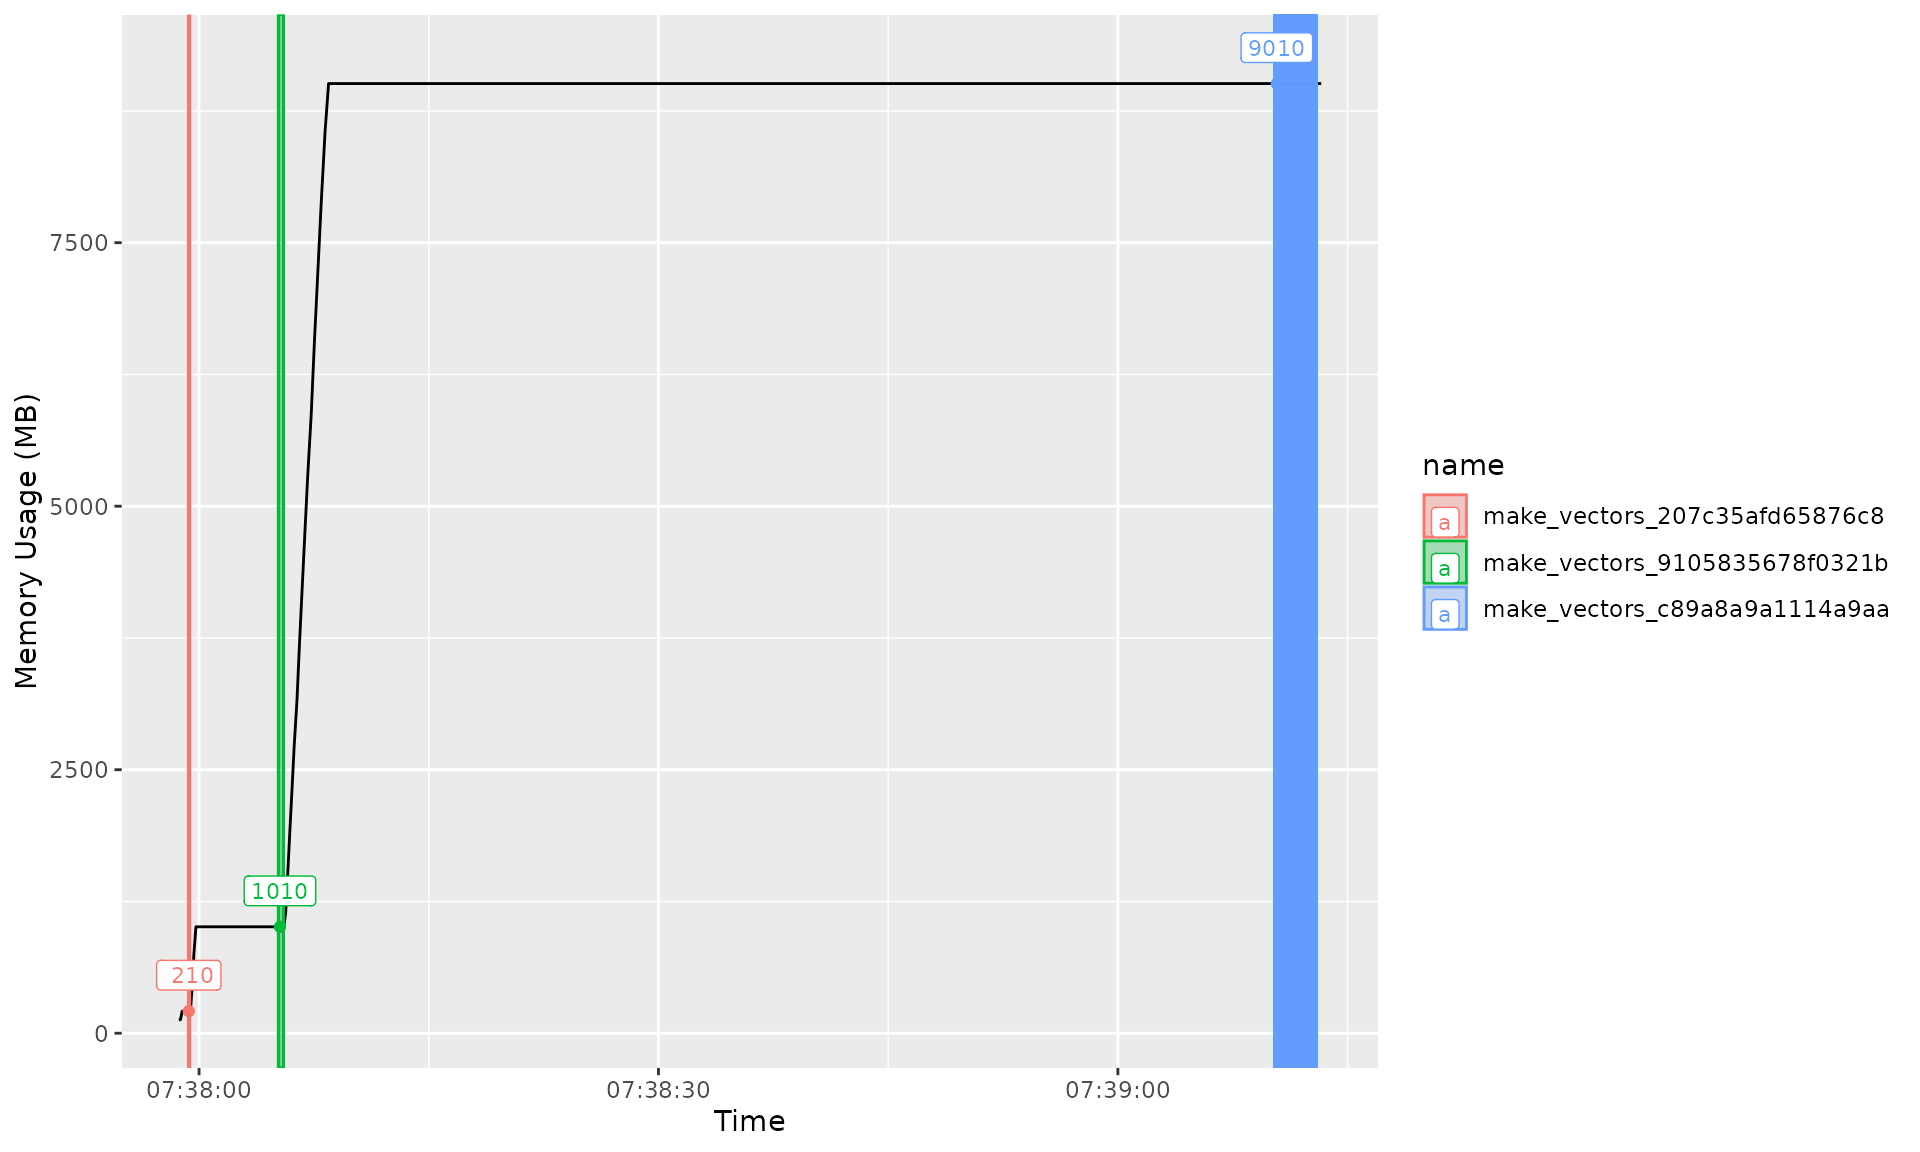 9010
7500
5000
2500
0
1010
210
Memory Usage (MB)
07:38:00
07:38:30
07:39:00
Time
name
a make_vectors_207c35afd65876c8
a make_vectors_9105835678f0321b
a make_vectors_c89a8a9a1114a9aa